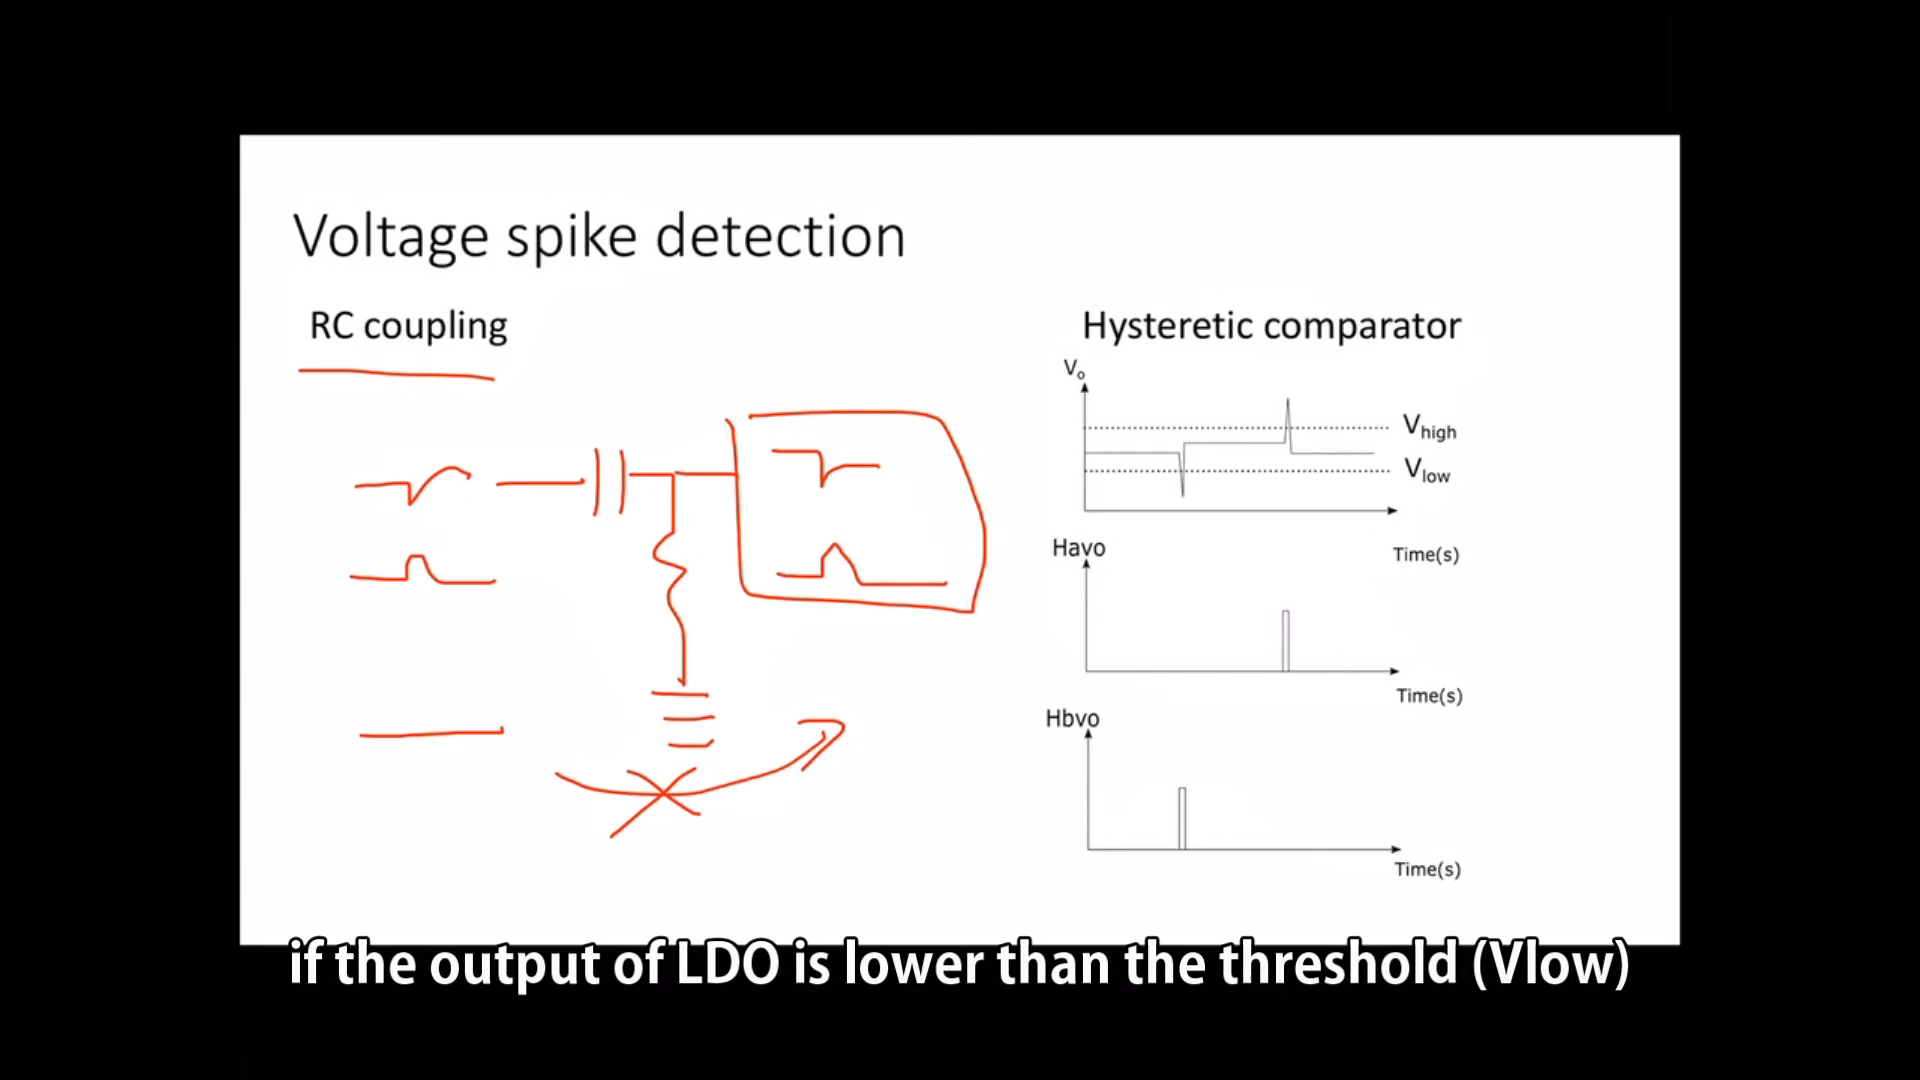 Voltage spike detection
RC coupling
Hysteretic comparator
Vo
Vhigh
Vlow
Time(s)
Havo
Time(s)
Hbvo
Time(s)
if the output of LDO is lower than the threshold (Vlow)